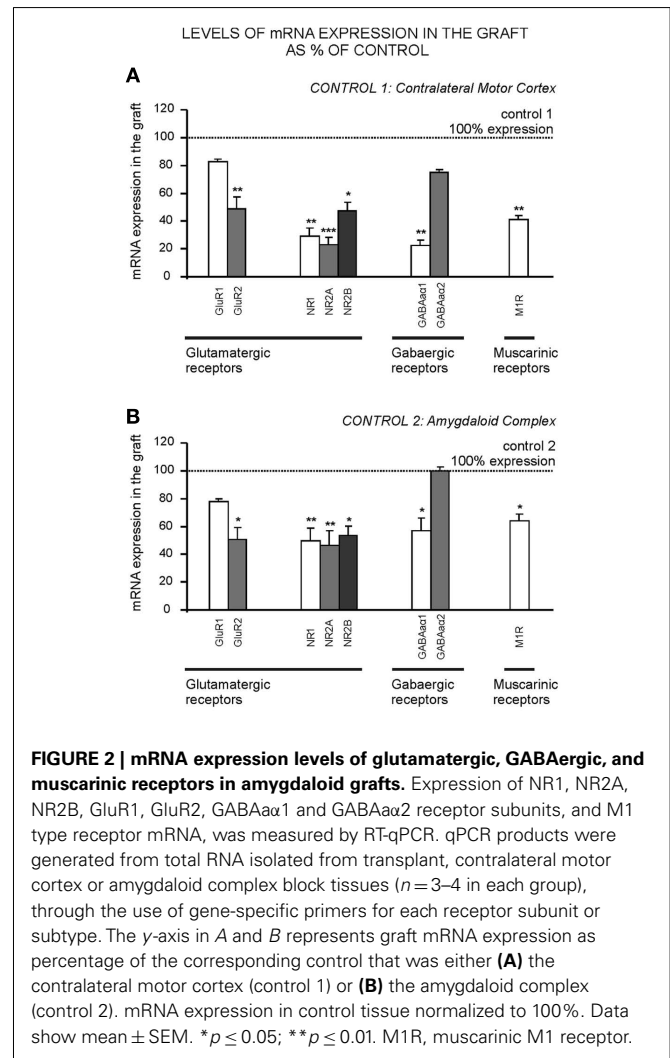 LEVELS OF mRNA EXPRESSION IN THE GRAFT
AS % OF CONTROL
A
CONTROL 1: Contralateral Motor Cortex
control 1
100% expression
mRNA expression in the graft
120
100
80
60
40
20
0
**
**
***
*
**
**
GluR1
GluR2
NR1
NR2A
NR2B
GABAaα1
GABAaα2
M1R
Glutamatergic
receptors
Gabaergic
receptors
Muscarinic
receptors
B
CONTROL 2: Amygdaloid Complex
control 2
100% expression
mRNA expression in the graft
120
100
80
60
40
20
0
*
**
**
*
*
*
GluR1
GluR2
NR1
NR2A
NR2B
GABAaα1
GABAaα2
M1R
Glutamatergic
receptors
Gabaergic
receptors
Muscarinic
receptors
FIGURE 2 | mRNA expression levels of glutamatergic, GABAergic, and
muscarinic receptors in amygdaloid grafts. Expression of NR1, NR2A,
NR2B, GluR1, GluR2, GABAaα1 and GABAaα2 receptor subunits, and M1
type receptor mRNA, was measured by RT-qPCR. qPCR products were
generated from total RNA isolated from transplant, contralateral motor
cortex or amygdaloid complex block tissues (n = 3–4 in each group),
through the use of gene-specific primers for each receptor subunit or
subtype. The y-axis in A and B represents graft mRNA expression as
percentage of the corresponding control that was either (A) the
contralateral motor cortex (control 1) or (B) the amygdaloid complex
(control 2). mRNA expression in control tissue normalized to 100%. Data
show mean ± SEM. *p ≤ 0.05; **p ≤ 0.01. M1R, muscarinic M1 receptor.